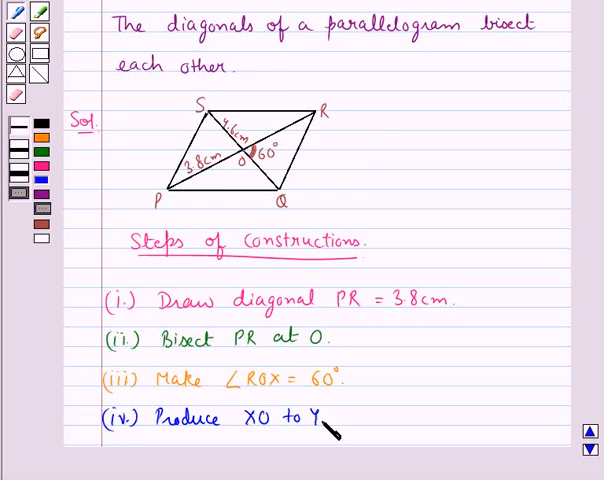 The diagonals of a parallelogram bisect
each other.
Sol.
S
R
4.6cm
3.8cm
O
60°
P
Q
Steps of Constructions.
(i.) Draw diagonal PR = 3.8cm.
(ii.) Bisect PR at O.
(iii) Make ∠ROX = 60°.
(iv.) Produce XO to Y